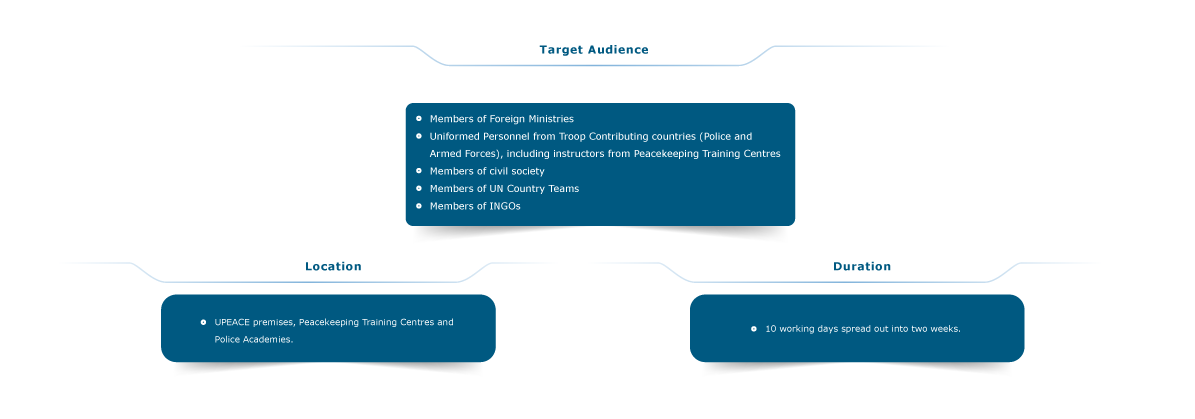 Target Audience
Members of Foreign Ministries
Uniformed Personnel from Troop Contributing countries (Police and
Armed Forces), including instructors from Peacekeeping Training Centres
Members of civil society
Members of UN Country Teams
Members of INGOs
Location
UPEACE premises, Peacekeeping Training Centres and
Police Academies.
Duration
10 working days spread out into two weeks.